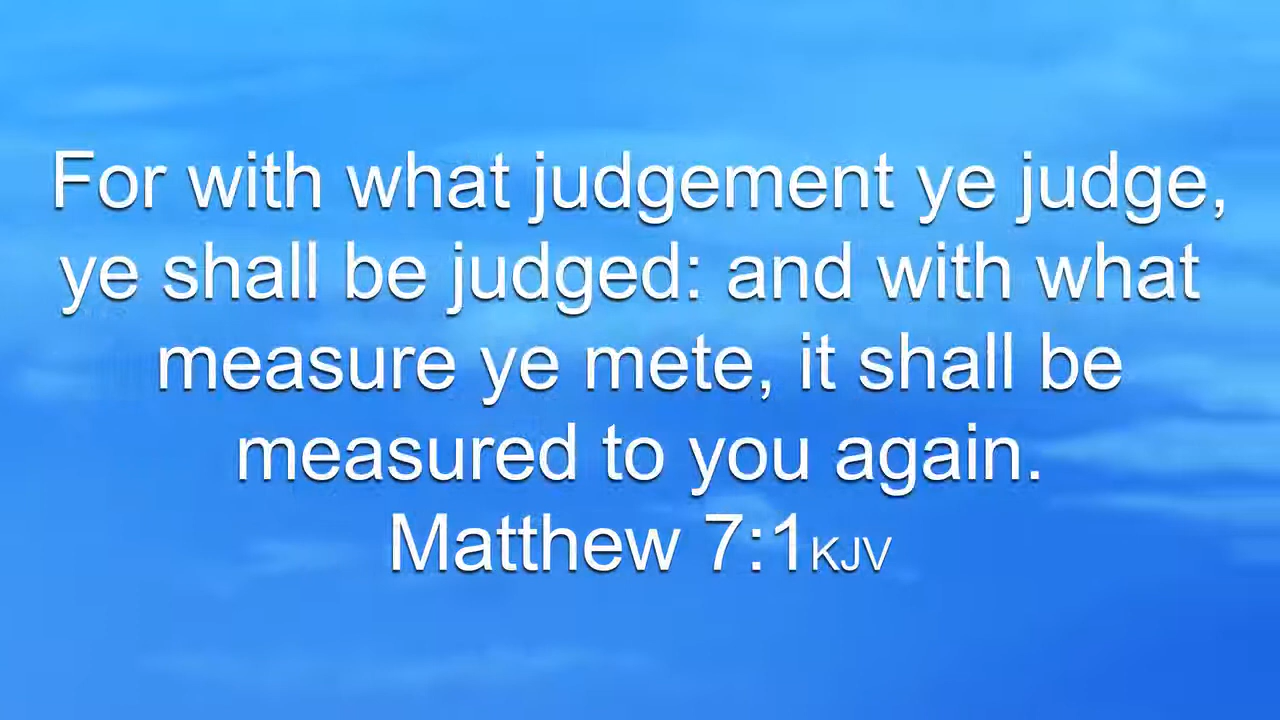 For with what judgement ye judge,
ye shall be judged: and with what
measure ye mete, it shall be
measured to you again.
Matthew 7:1KJV